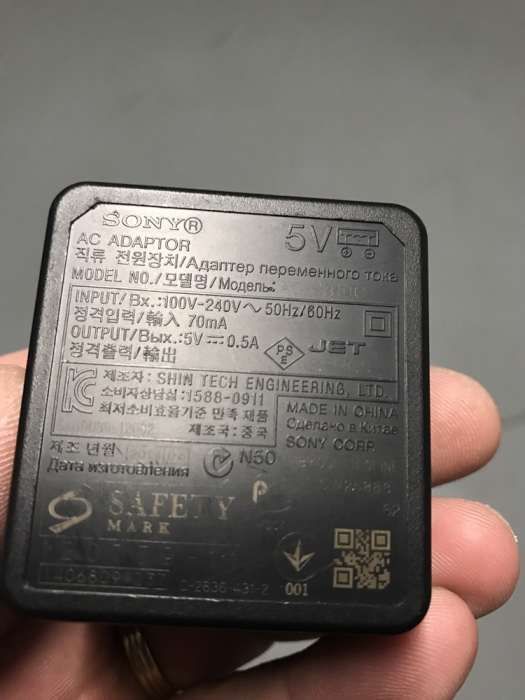 SONY®
5V
AC ADAPTOR
직류 전원장치/Адаптер переменного тока
MODEL NO./모델명/Модель:
INPUT/Вх.:100V-240V~ 50Hz/60Hz
정격입력/輸入 70mA
OUTPUT/Вых.:5V⎓0.5A
정격출력/輸出
PSE
JET
제조자: SHIN TECH ENGINEERING, LTD.
소비자상담실:1588-0911
최저소비효율기준 만족 제품
제조국:중국
MADE IN CHINA
Сделано в Китае
SONY CORP.
제조 년월
Дата изготовления
N50
SAFETY
MARK
001